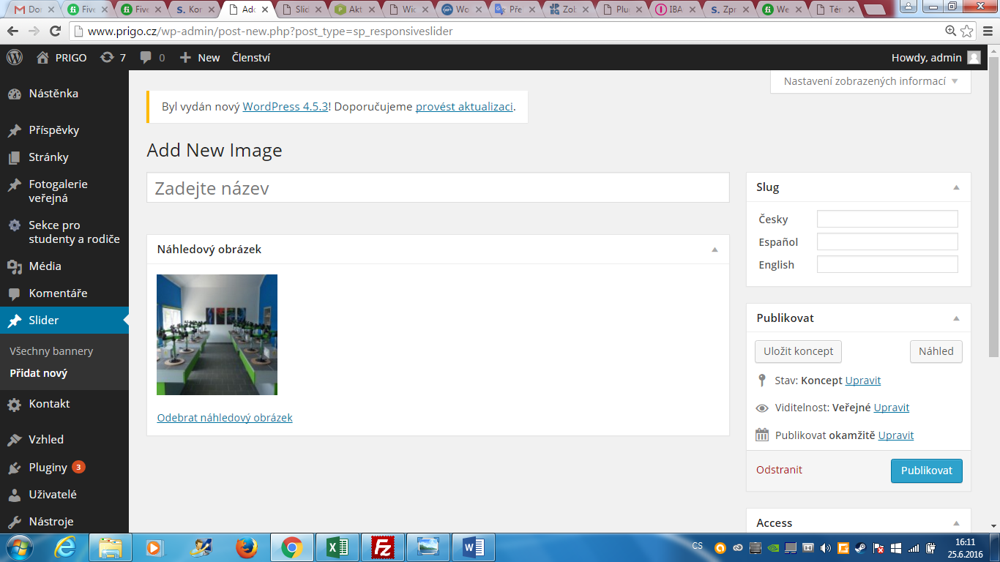 Dor
Five
Five
Kor
Add
Slid
Akt
Wic
Wo
Pře
Zob
Plu
IBA
Zpr
We
Tén
www.prigo.cz/wp-admin/post-new.php?post_type=sp_responsiveslider
PRIGO 7 0 New Členství Howdy, admin
Nastavení zobrazených informací
Nástěnka
Příspěvky
Stránky
Fotogalerie
veřejná
Sekce pro
studenty a rodiče
Média
Komentáře
Slider
Všechny bannery
Přidat nový
Kontakt
Vzhled
Pluginy 3
Uživatelé
Nástroje
Byl vydán nový WordPress 4.5.3! Doporučujeme provést aktualizaci.
Add New Image
Zadejte název
Náhledový obrázek
Odebrat náhledový obrázek
Slug
Česky
Español
English
Publikovat
Uložit koncept Náhled
Stav: Koncept Upravit
Viditelnost: Veřejné Upravit
Publikovat okamžitě Upravit
Odstranit Publikovat
Access
CS
16:11
25.6.2016